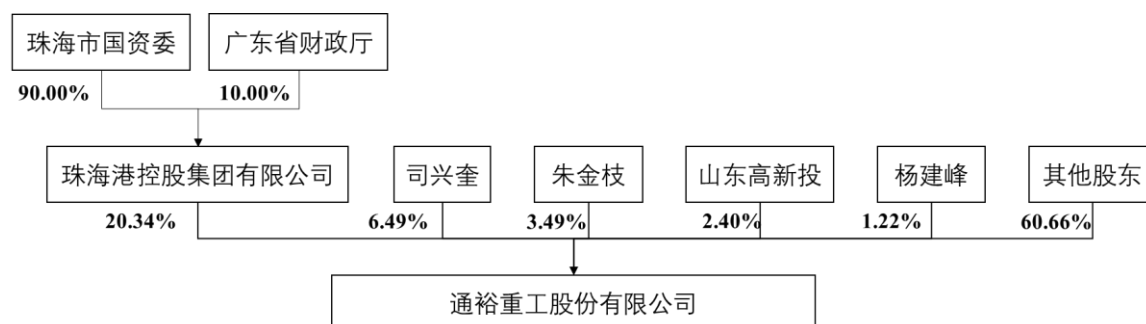 珠海市国资委 广东省财政厅
90.00% 10.00%
珠海港控股集团有限公司 司兴奎 朱金枝 山东高新投 杨建峰 其他股东
20.34% 6.49% 3.49% 2.40% 1.22% 60.66%
通裕重工股份有限公司